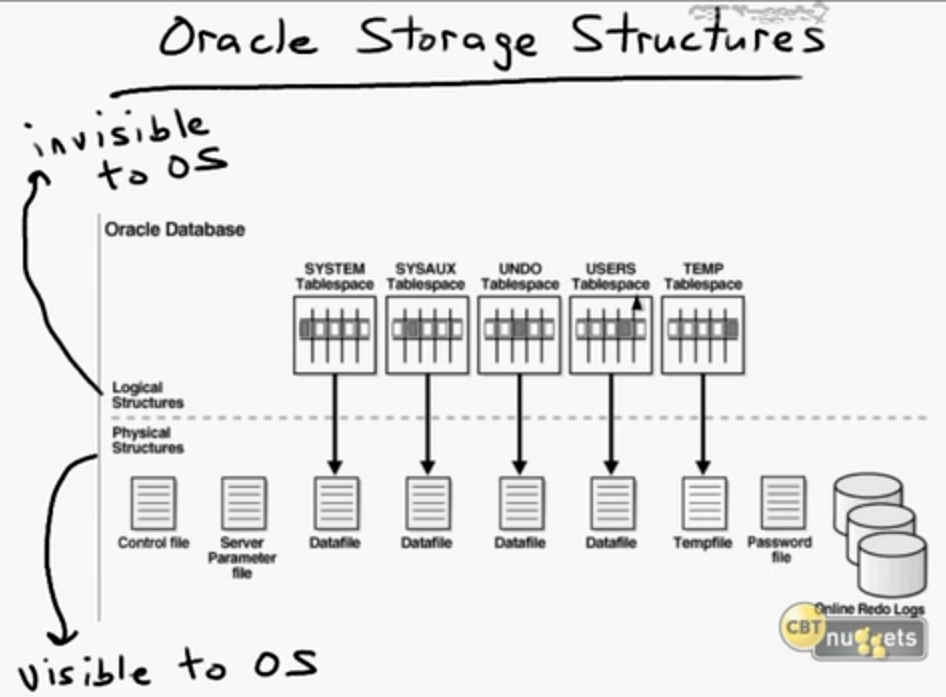 Oracle Storage Structures
invisible
to OS
Oracle Database
SYSTEM
Tablespace
SYSAUX
Tablespace
UNDO
Tablespace
USERS
Tablespace
TEMP
Tablespace
Logical
Structures
Physical
Structures
Control file
Server
Parameter
file
Datafile
Datafile
Datafile
Datafile
Tempfile
Password
file
Online Redo Logs
CBT
nuggets
visible to OS